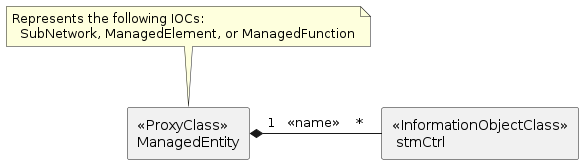 Represents the following IOCs:
SubNetwork, ManagedElement, or ManagedFunction
«ProxyClass»
ManagedEntity
1 «name» *
«InformationObjectClass»
stmCtrl